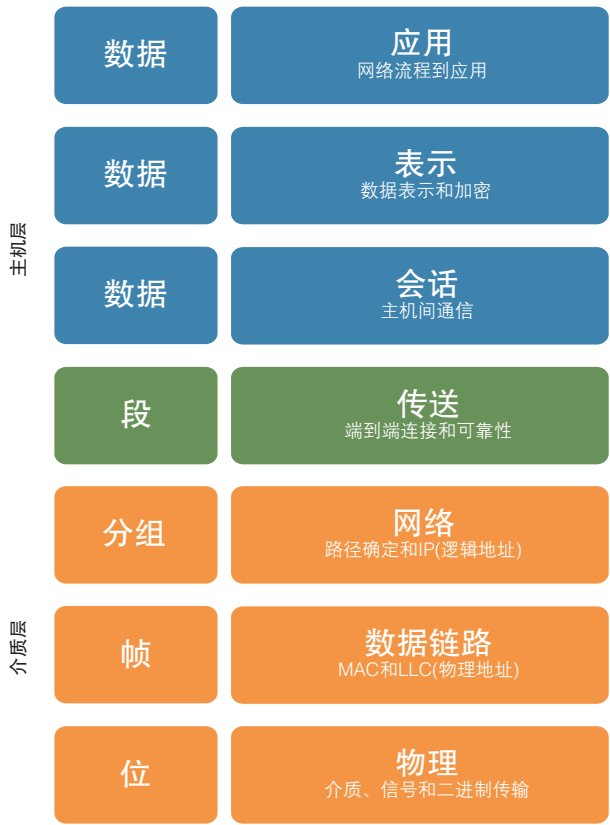 数据
应用
网络流程到应用
数据
表示
数据表示和加密
主机层
数据
会话
主机间通信
段
传送
端到端连接和可靠性
分组
网络
路径确定和IP(逻辑地址)
介质层
帧
数据链路
MAC和LLC(物理地址)
位
物理
介质、信号和二进制传输